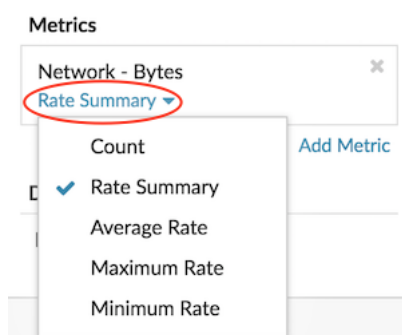 Metrics
Network - Bytes
Rate Summary
Count
Add Metric
Rate Summary
Average Rate
Maximum Rate
Minimum Rate